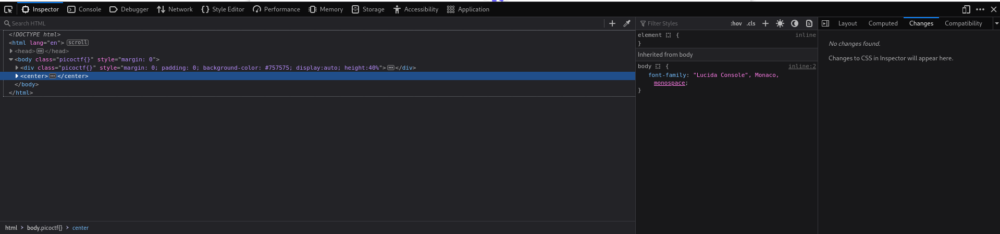 Inspector Console Debugger Network Style Editor Performance Memory Storage Accessibility Application
Search HTML
<!DOCTYPE html>
<html lang="en"> scroll
<head> </head>
<body class="picoctf{}" style="margin: 0">
<div class="picoctf{}" style="margin: 0; padding: 0; background-color: #757575; display:auto; height:40%"> </div>
<center> </center>
</body>
</html>
html > body.picoctf{} > center
Filter Styles :hov .cls
element { inline
}
Inherited from body
body { inline:2
font-family: "Lucida Console", Monaco,
monospace;
}
Layout Computed Changes Compatibility
No changes found.
Changes to CSS in Inspector will appear here.